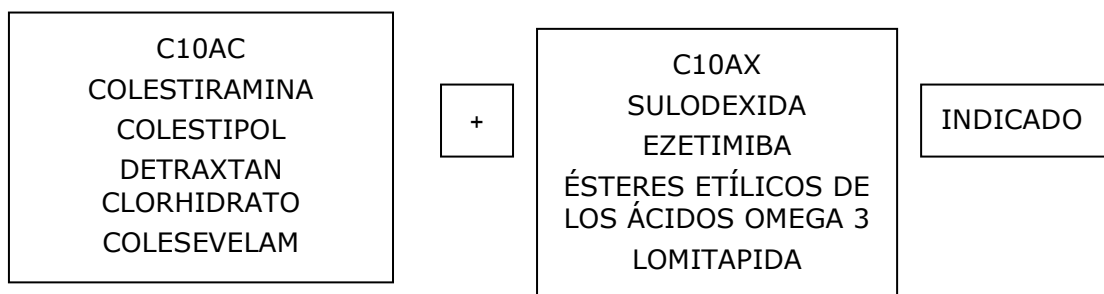 C10AC
COLESTIRAMINA
COLESTIPOL
DETRAXTAN
CLORHIDRATO
COLESEVELAM
+
C10AX
SULODEXIDA
EZETIMIBA
ÉSTERES ETÍLICOS DE
LOS ÁCIDOS OMEGA 3
LOMITAPIDA
INDICADO